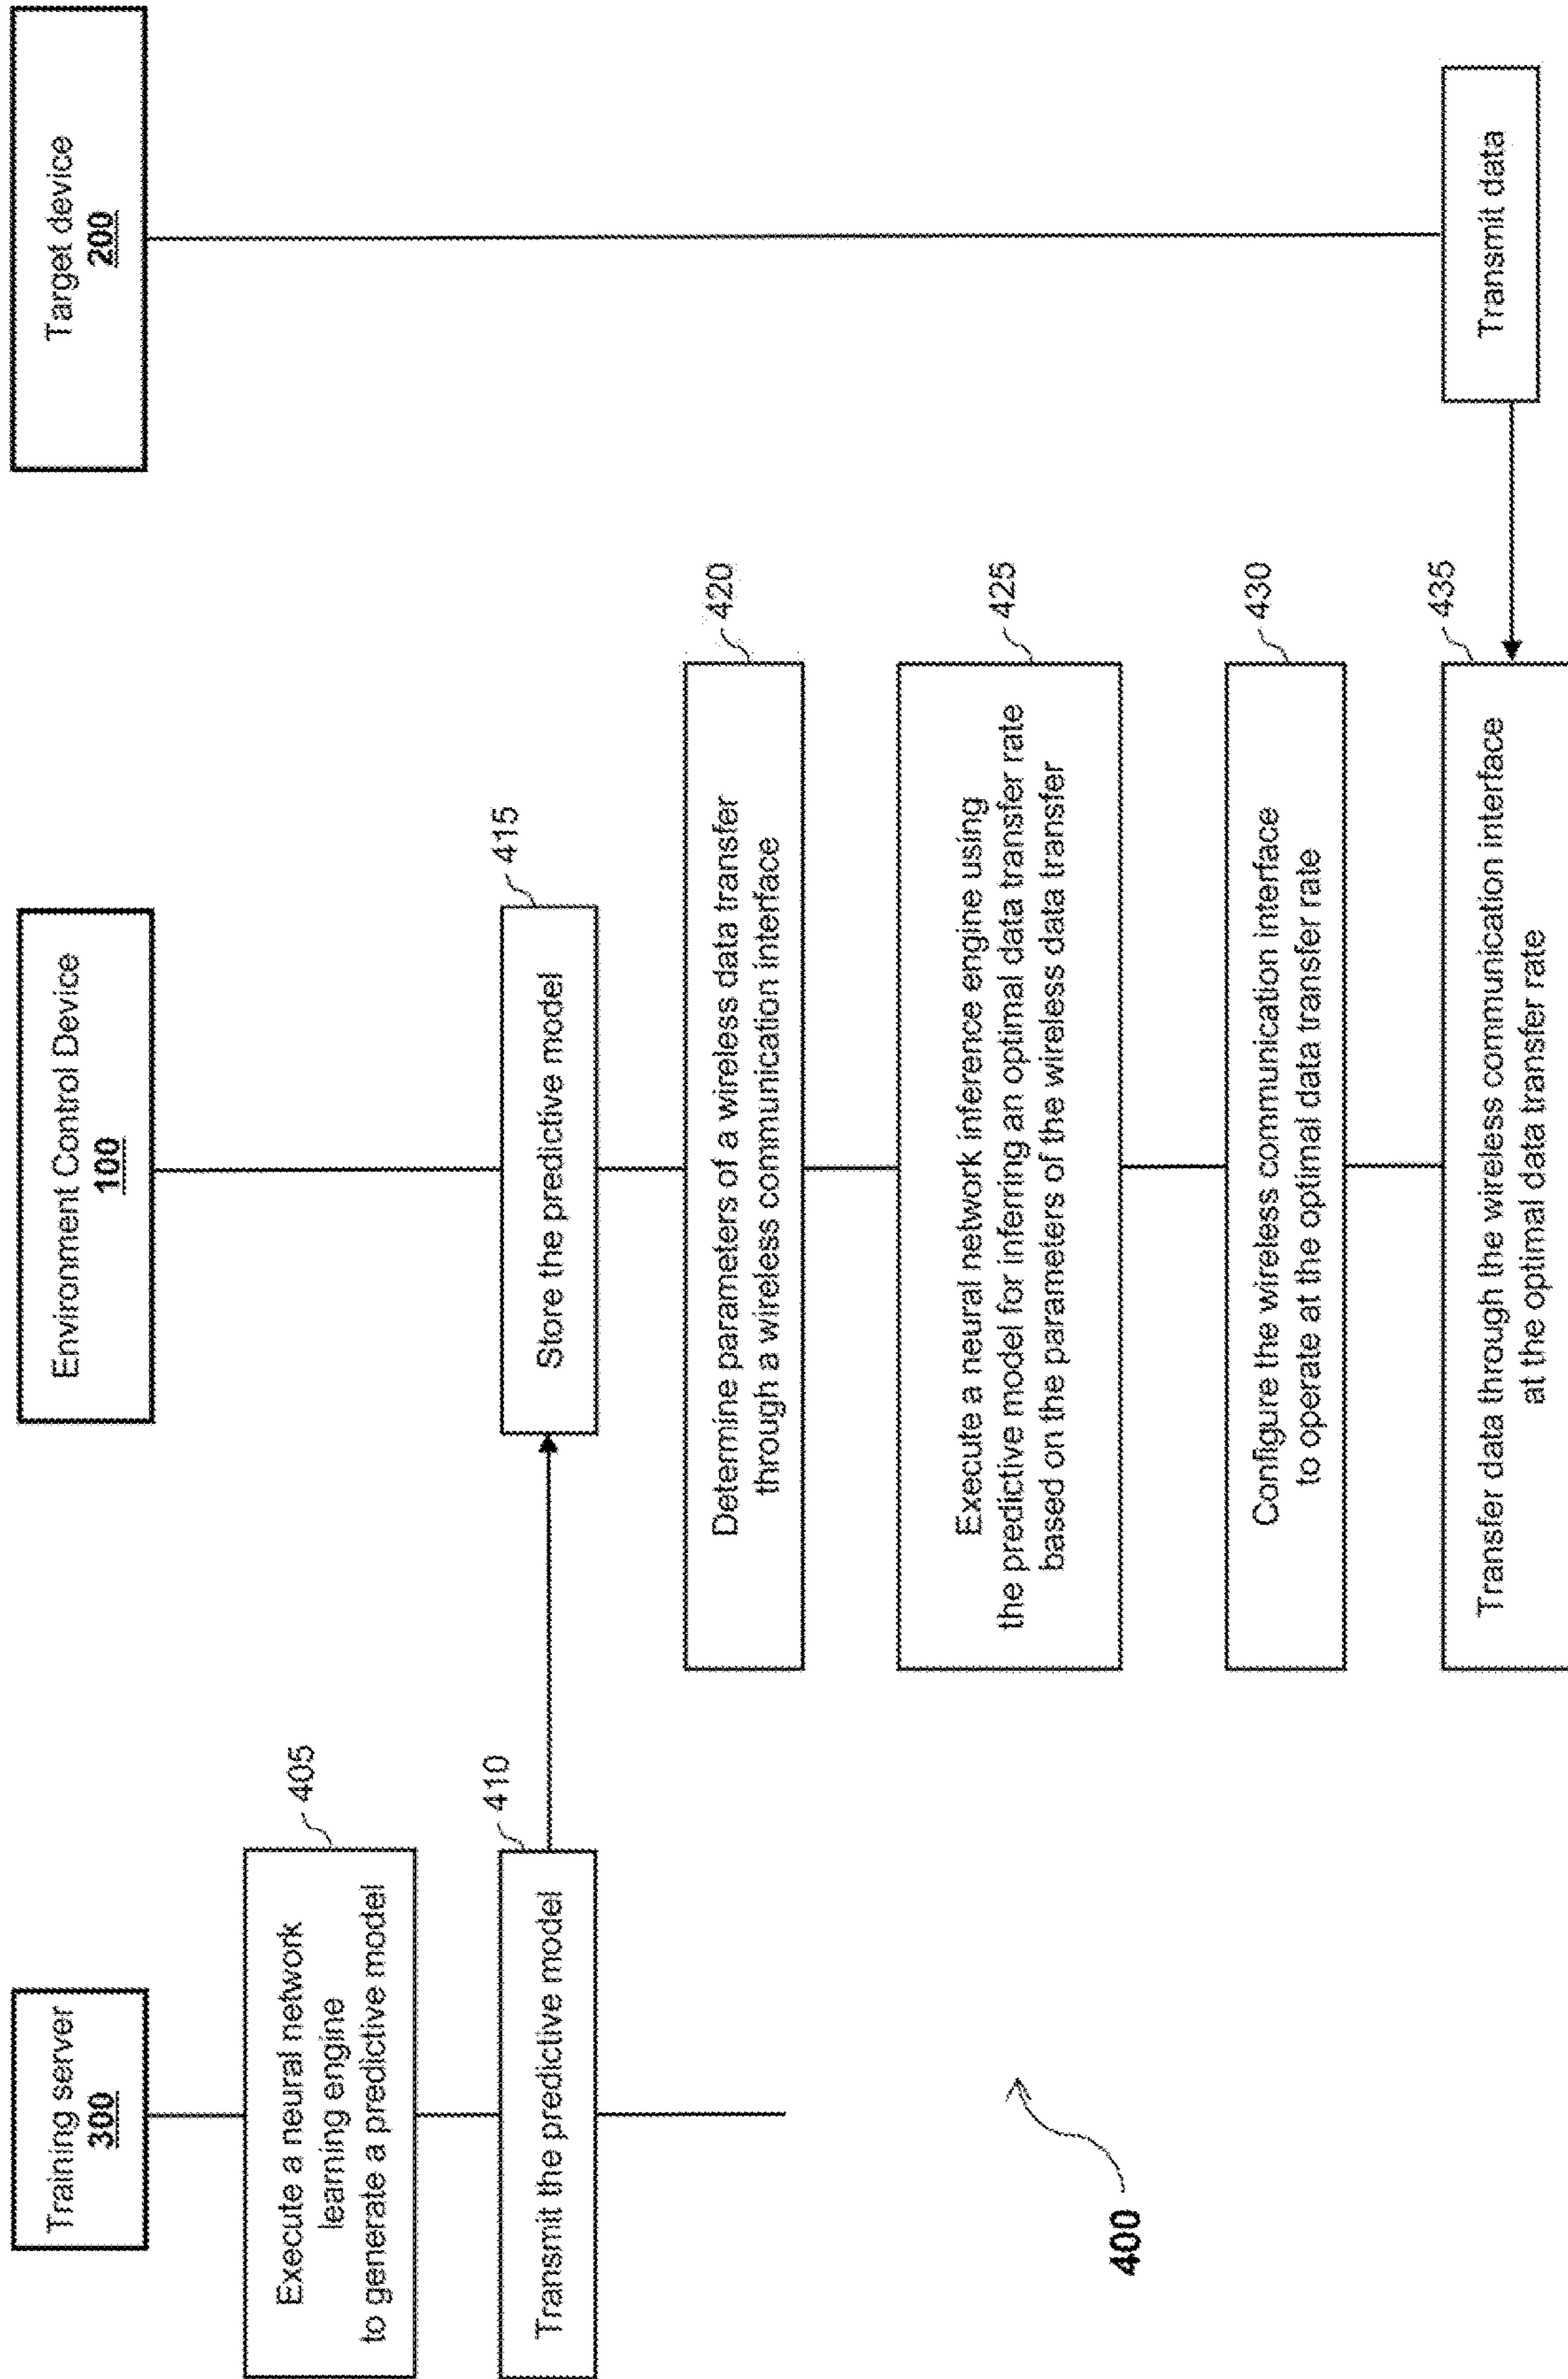 Training server
300
Environment Control Device
100
Target device
200
405
Execute a neural network
learning engine
to generate a predictive model
410
Transmit the predictive model
415
Store the predictive model
420
Determine parameters of a wireless data transfer
through a wireless communication interface
425
Execute a neural network inference engine using
the predictive model for inferring an optimal data transfer rate
based on the parameters of the wireless data transfer
430
Configure the wireless communication interface
to operate at the optimal data transfer rate
435
Transfer data through the wireless communication interface
at the optimal data transfer rate
Transmit data
400